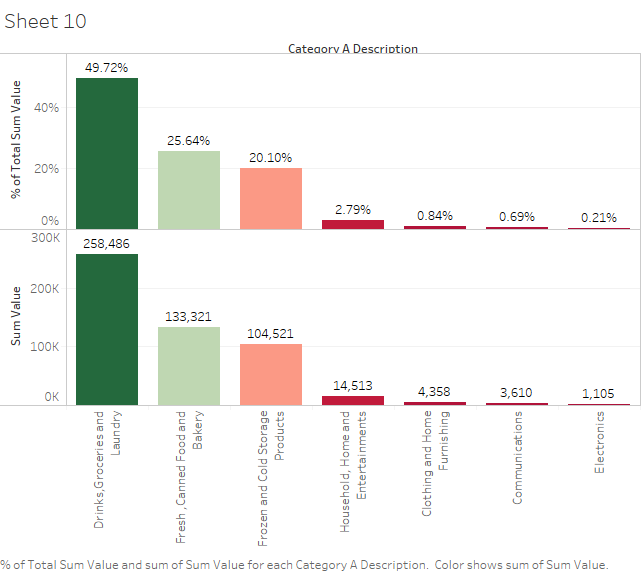 Sheet 10
Category A Description
% of Total Sum Value
40%
20%
0%
49.72%
25.64%
20.10%
2.79%
0.84%
0.69%
0.21%
Sum Value
300K
200K
100K
0K
258,486
133,321
104,521
14,513
4,358
3,610
1,105
Drinks,Groceries and
Laundry
Fresh ,Canned Food and
Bakery
Frozen and Cold Storage
Products
Household, Home and
Entertainments
Clothing and Home
Furnishing
Communications
Electronics
% of Total Sum Value and sum of Sum Value for each Category A Description.  Color shows sum of Sum Value.